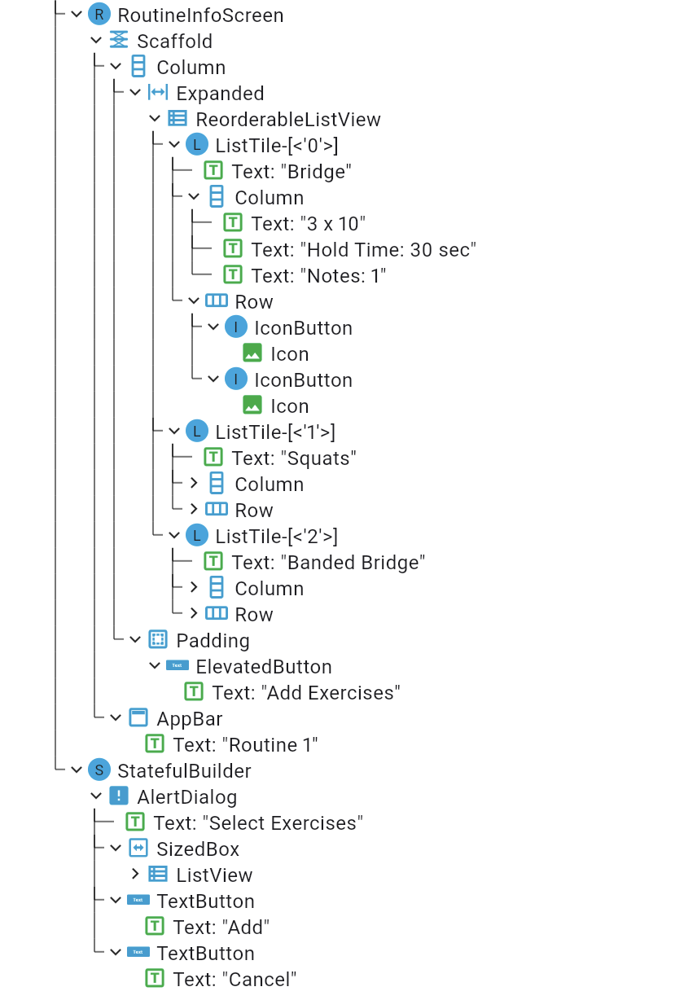 R RoutineInfoScreen
Scaffold
Column
Expanded
ReorderableListView
L ListTile-[<'0'>]
T Text: "Bridge"
Column
T Text: "3 x 10"
T Text: "Hold Time: 30 sec"
T Text: "Notes: 1"
Row
I IconButton
Icon
I IconButton
Icon
L ListTile-[<'1'>]
T Text: "Squats"
Column
Row
L ListTile-[<'2'>]
T Text: "Banded Bridge"
Column
Row
Padding
Text ElevatedButton
T Text: "Add Exercises"
AppBar
T Text: "Routine 1"
S StatefulBuilder
! AlertDialog
T Text: "Select Exercises"
SizedBox
ListView
Text TextButton
T Text: "Add"
Text TextButton
T Text: "Cancel"